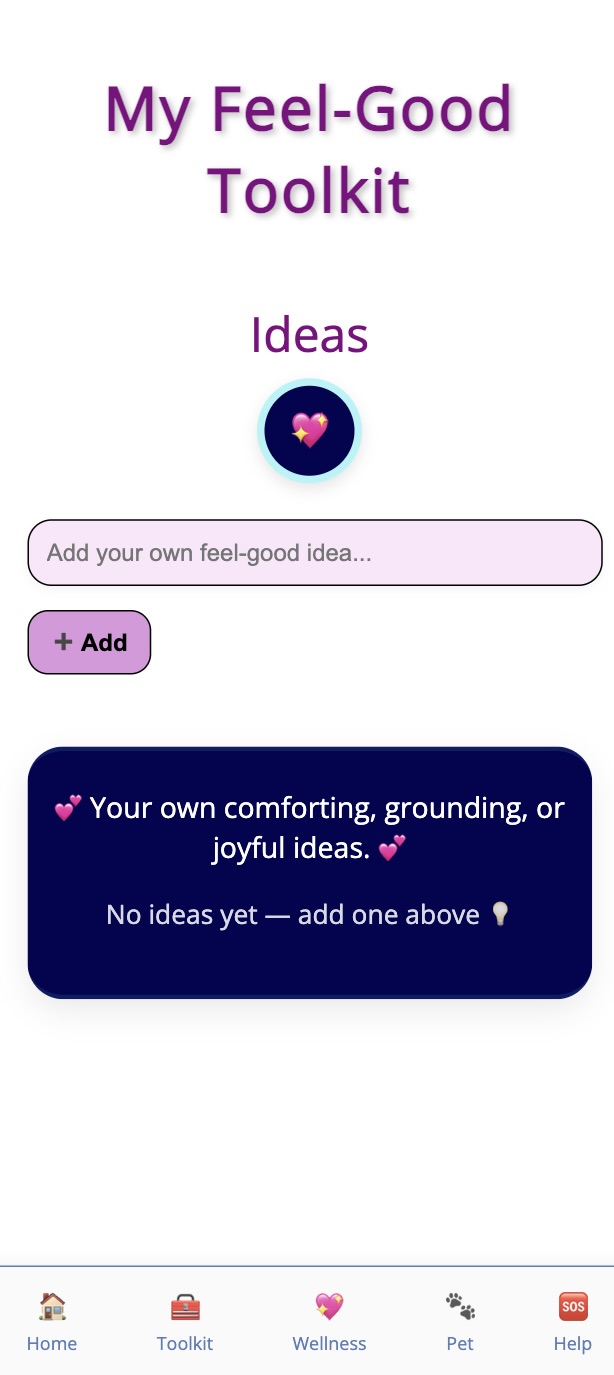 My Feel-Good
Toolkit
Ideas
Add your own feel-good idea...
➕ Add
💕 Your own comforting, grounding, or
joyful ideas. 💕
No ideas yet — add one above 💡
SOS
Home Toolkit Wellness Pet Help